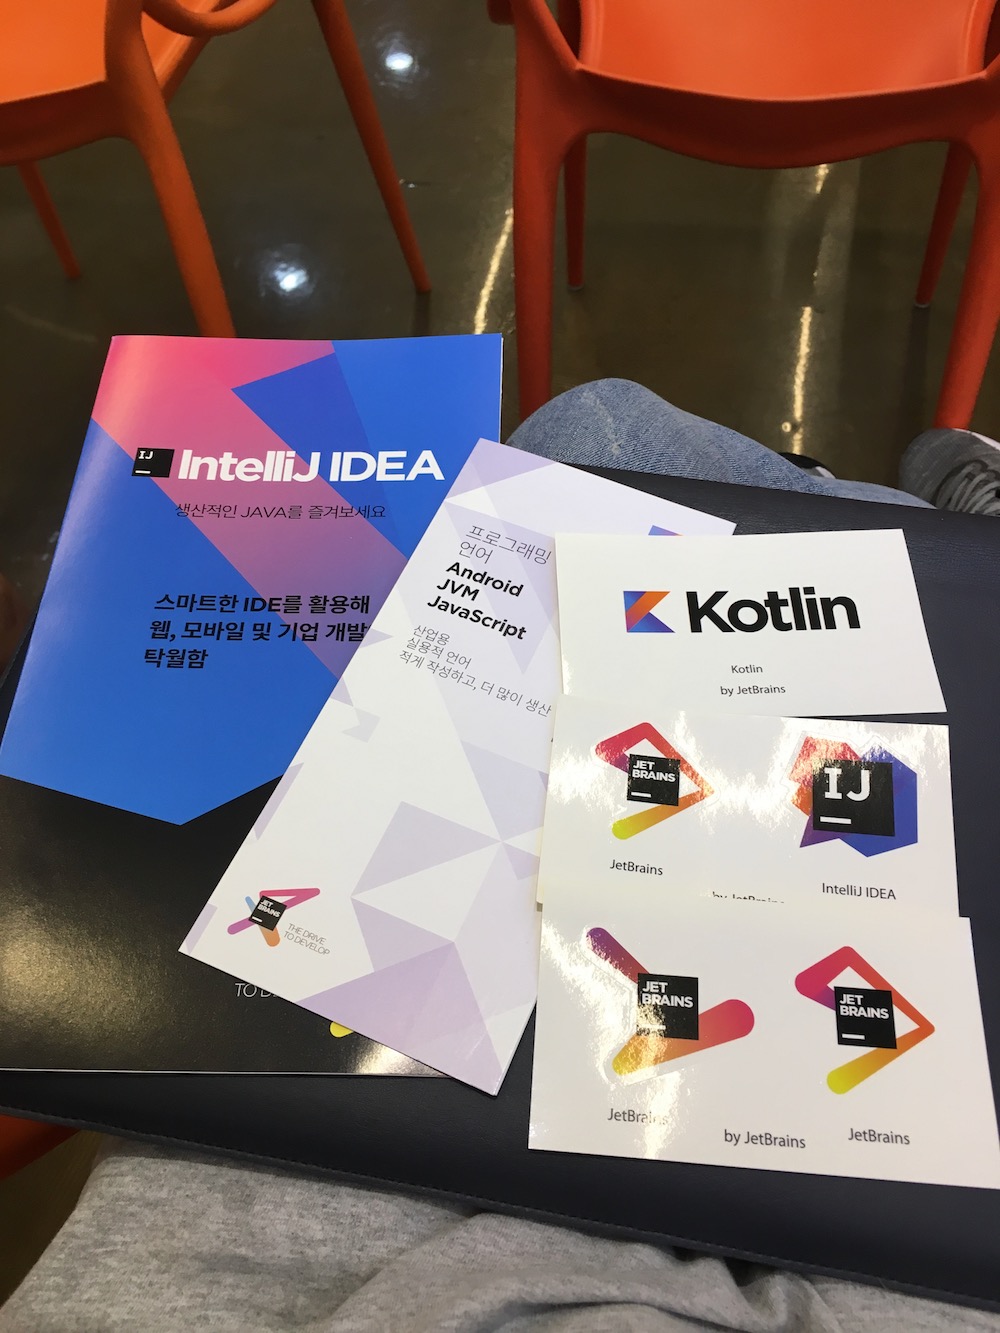 IJ
IntelliJ IDEA
생산적인 JAVA를 즐겨보세요
스마트한 IDE를 활용해
웹, 모바일 및 기업 개발
탁월함
TO DE
프로그래밍
언어
Android
JVM
JavaScript
산업용
실용적 언어
적게 작성하고, 더 많이 생산
JET
BRAINS
THE DRIVE
TO DEVELOP
Kotlin
Kotlin
by JetBrains
JET
BRAINS
JetBrains
IJ
IntelliJ IDEA
by JetBrains
JET
BRAINS
JetBrains
JET
BRAINS
JetBrains
by JetBrains